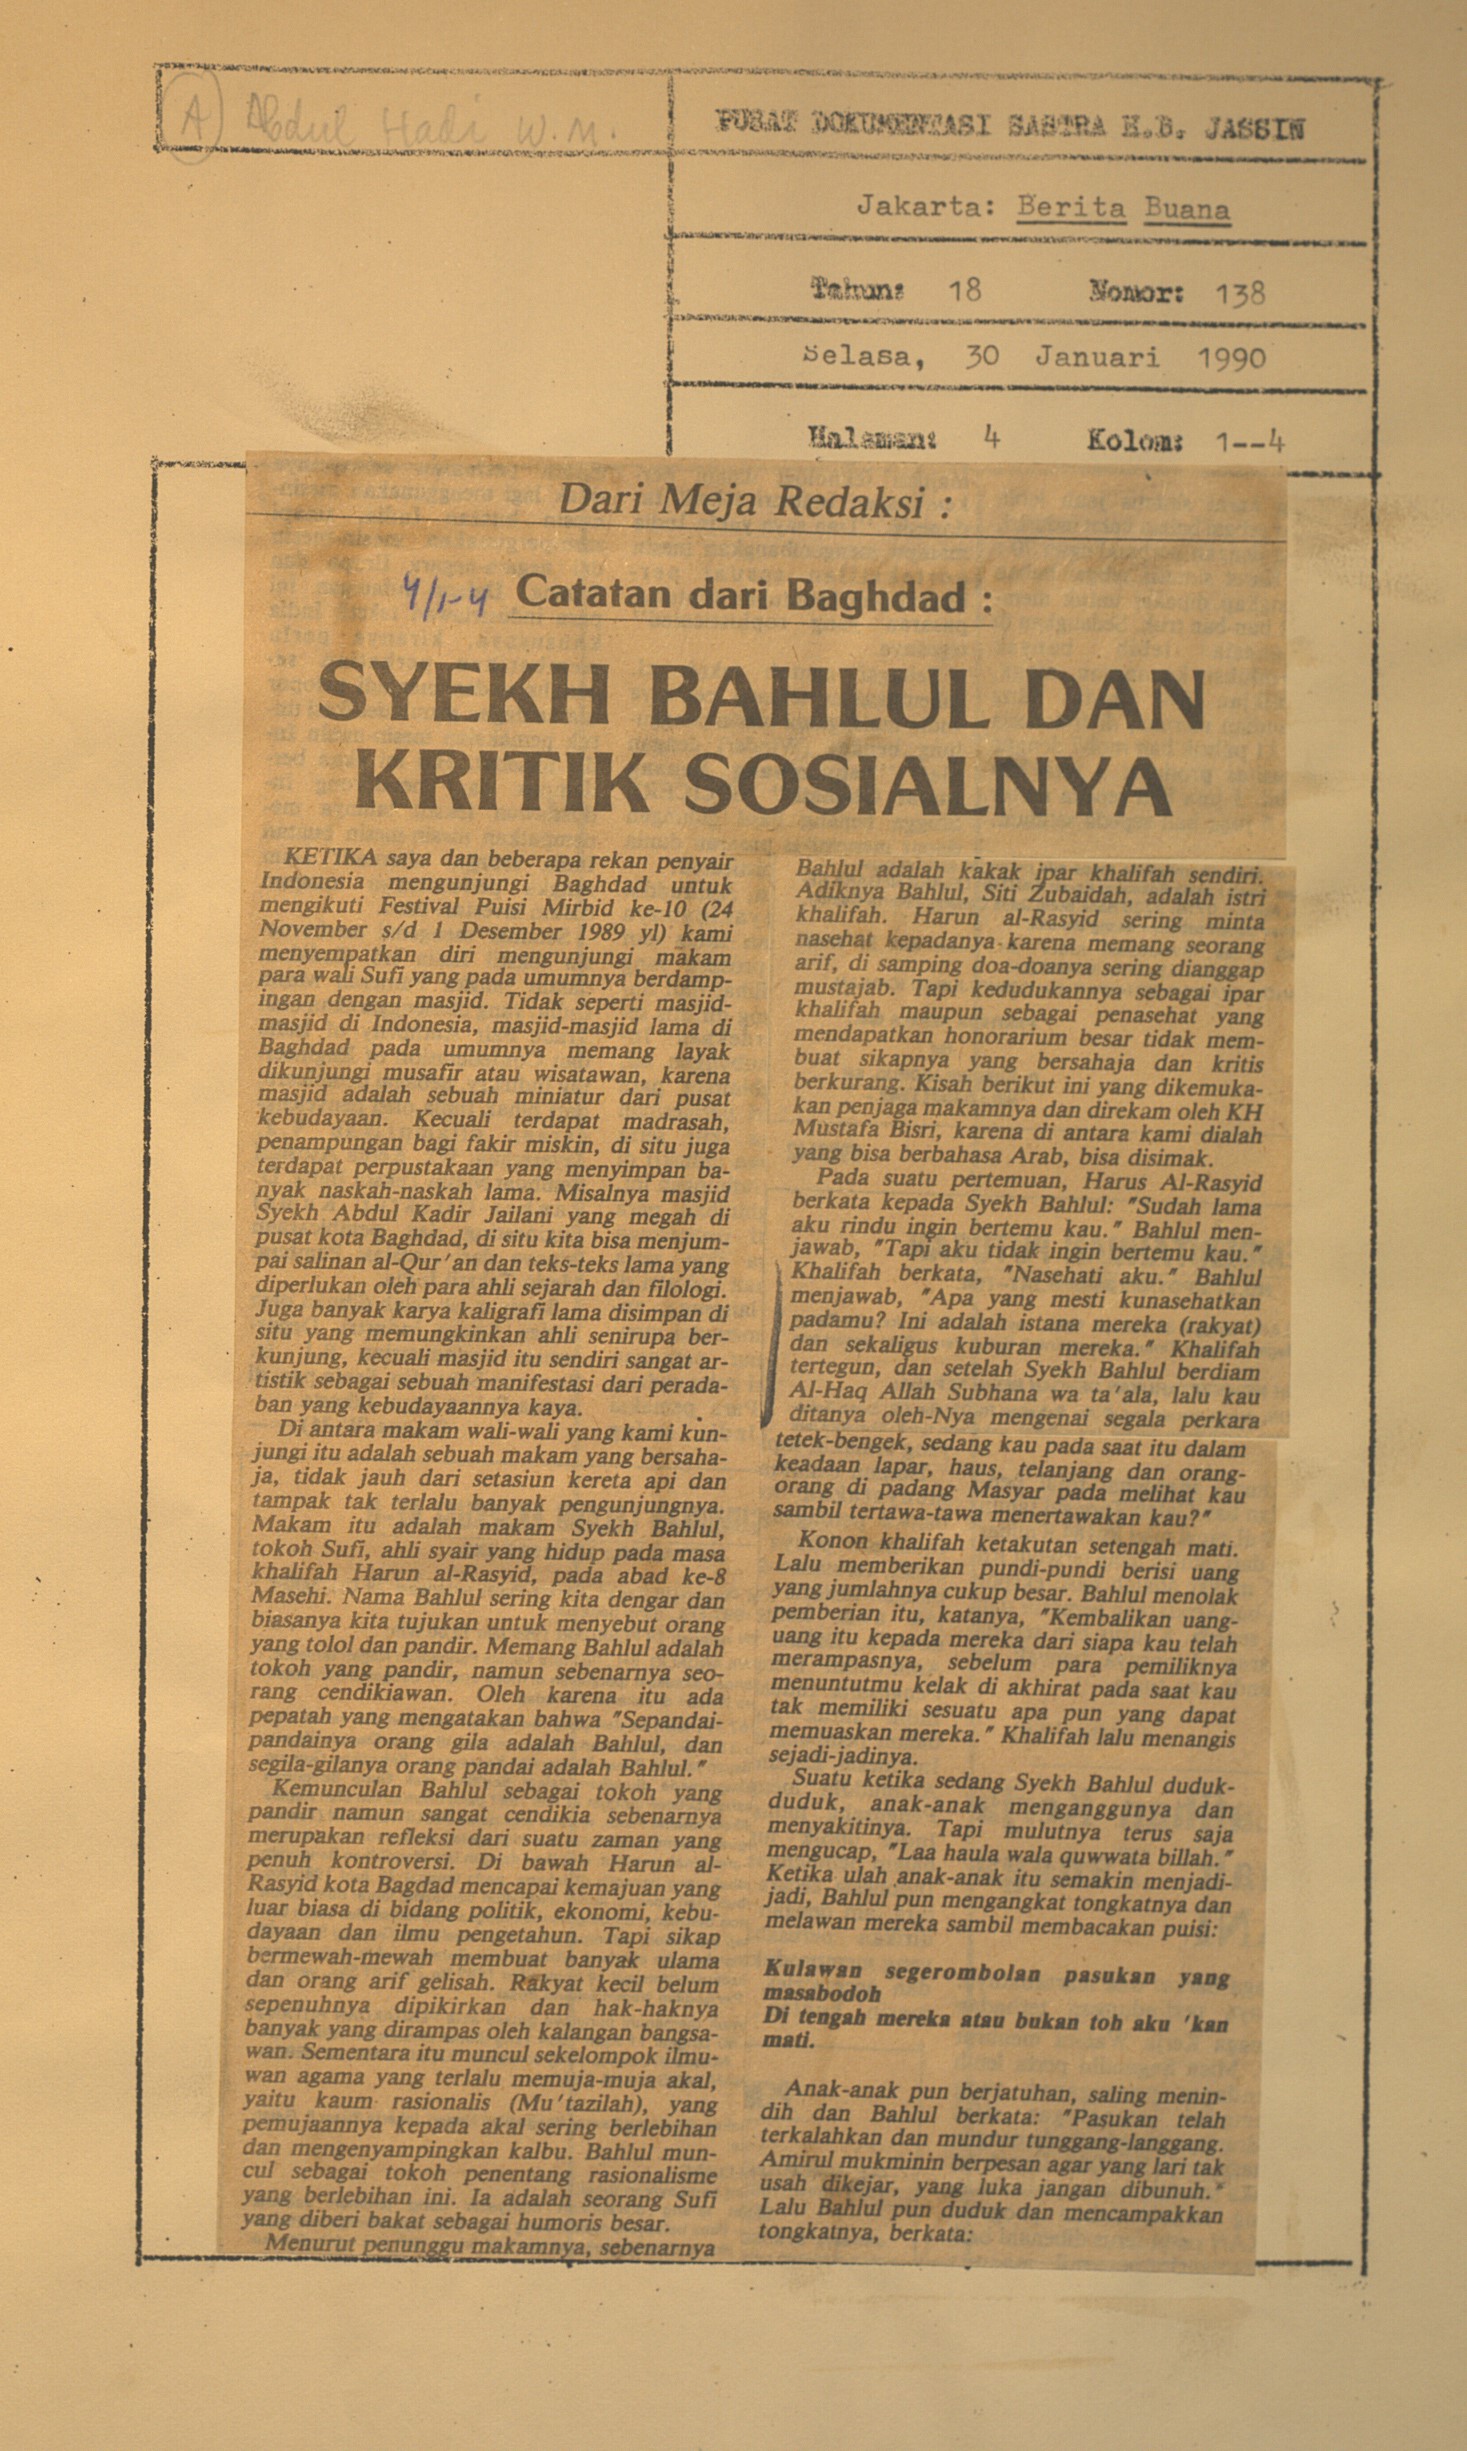 A Abdul Hadi W.M.
PUSAT DOKUMENTASI SASTRA H.B. JASSIN
Jakarta: Berita Buana
Tahun: 18 Nomor: 138
Selasa, 30 Januari 1990
Halaman: 4 Kolom: 1--4
Dari Meja Redaksi :
4/1-4 Catatan dari Baghdad :
SYEKH BAHLUL DAN
KRITIK SOSIALNYA
KETIKA saya dan beberapa rekan penyair
Indonesia mengunjungi Baghdad untuk
mengikuti Festival Puisi Mirbid ke-10 (24
November s/d 1 Desember 1989 yl) kami
menyempatkan diri mengunjungi makam
para wali Sufi yang pada umumnya berdamp-
ingan dengan masjid. Tidak seperti masjid-
masjid di Indonesia, masjid-masjid lama di
Baghdad pada umumnya memang layak
dikunjungi musafir atau wisatawan, karena
masjid adalah sebuah miniatur dari pusat
kebudayaan. Kecuali terdapat madrasah,
penampungan bagi fakir miskin, di situ juga
terdapat perpustakaan yang menyimpan ba-
nyak naskah-naskah lama. Misalnya masjid
Syekh Abdul Kadir Jailani yang megah di
pusat kota Baghdad, di situ kita bisa menjum-
pai salinan al-Qur'an dan teks-teks lama yang
diperlukan oleh para ahli sejarah dan filologi.
Juga banyak karya kaligrafi lama disimpan di
situ yang memungkinkan ahli senirupa ber-
kunjung, kecuali masjid itu sendiri sangat ar-
tistik sebagai sebuah manifestasi dari perada-
ban yang kebudayaannya kaya.
Di antara makam wali-wali yang kami kun-
jungi itu adalah sebuah makam yang bersaha-
ja, tidak jauh dari setasiun kereta api dan
tampak tak terlalu banyak pengunjungnya.
Makam itu adalah makam Syekh Bahlul,
tokoh Sufi, ahli syair yang hidup pada masa
khalifah Harun al-Rasyid, pada abad ke-8
Masehi. Nama Bahlul sering kita dengar dan
biasanya kita tujukan untuk menyebut orang
yang tolol dan pandir. Memang Bahlul adalah
tokoh yang pandir, namun sebenarnya seo-
rang cendikiawan. Oleh karena itu ada
pepatah yang mengatakan bahwa "Sepandai-
pandainya orang gila adalah Bahlul, dan
segila-gilanya orang pandai adalah Bahlul."
Kemunculan Bahlul sebagai tokoh yang
pandir namun sangat cendikia sebenarnya
merupakan refleksi dari suatu zaman yang
penuh kontroversi. Di bawah Harun al-
Rasyid kota Bagdad mencapai kemajuan yang
luar biasa di bidang politik, ekonomi, kebu-
dayaan dan ilmu pengetahun. Tapi sikap
bermewah-mewah membuat banyak ulama
dan orang arif gelisah. Rakyat kecil belum
sepenuhnya dipikirkan dan hak-haknya
banyak yang dirampas oleh kalangan bangsa-
wan. Sementara itu muncul sekelompok ilmu-
wan agama yang terlalu memuja-muja akal,
yaitu kaum rasionalis (Mu'tazilah), yang
pemujaannya kepada akal sering berlebihan
dan mengenyampingkan kalbu. Bahlul mun-
cul sebagai tokoh penentang rasionalisme
yang berlebihan ini. Ia adalah seorang Sufi
yang diberi bakat sebagai humoris besar.
Menurut penunggu makamnya, sebenarnya
Bahlul adalah kakak ipar khalifah sendiri.
Adiknya Bahlul, Siti Zubaidah, adalah istri
khalifah. Harun al-Rasyid sering minta
nasehat kepadanya karena memang seorang
arif, di samping doa-doanya sering dianggap
mustajab. Tapi kedudukannya sebagai ipar
khalifah maupun sebagai penasehat yang
mendapatkan honorarium besar tidak mem-
buat sikapnya yang bersahaja dan kritis
berkurang. Kisah berikut ini yang dikemuka-
kan penjaga makamnya dan direkam oleh KH
Mustafa Bisri, karena di antara kami dialah
yang bisa berbahasa Arab, bisa disimak.
Pada suatu pertemuan, Harus Al-Rasyid
berkata kepada Syekh Bahlul: "Sudah lama
aku rindu ingin bertemu kau." Bahlul men-
jawab, "Tapi aku tidak ingin bertemu kau."
Khalifah berkata, "Nasehati aku." Bahlul
menjawab, "Apa yang mesti kunasehatkan
padamu? Ini adalah istana mereka (rakyat)
dan sekaligus kuburan mereka." Khalifah
tertegun, dan setelah Syekh Bahlul berdiam
Al-Haq Allah Subhana wa ta'ala, lalu kau
ditanya oleh-Nya mengenai segala perkara
tetek-bengek, sedang kau pada saat itu dalam
keadaan lapar, haus, telanjang dan orang-
orang di padang Masyar pada melihat kau
sambil tertawa-tawa menertawakan kau?"
Konon khalifah ketakutan setengah mati.
Lalu memberikan pundi-pundi berisi uang
yang jumlahnya cukup besar. Bahlul menolak
pemberian itu, katanya, "Kembalikan uang-
uang itu kepada mereka dari siapa kau telah
merampasnya, sebelum para pemiliknya
menuntutmu kelak di akhirat pada saat kau
tak memiliki sesuatu apa pun yang dapat
memuaskan mereka." Khalifah lalu menangis
sejadi-jadinya.
Suatu ketika sedang Syekh Bahlul duduk-
duduk, anak-anak menganggunya dan
menyakitinya. Tapi mulutnya terus saja
mengucap, "Laa haula wala quwwata billah."
Ketika ulah anak-anak itu semakin menjadi-
jadi, Bahlul pun mengangkat tongkatnya dan
melawan mereka sambil membacakan puisi:
Kulawan segerombolan pasukan yang
masabodoh
Di tengah mereka atau bukan toh aku 'kan
mati.
Anak-anak pun berjatuhan, saling menin-
dih dan Bahlul berkata: "Pasukan telah
terkalahkan dan mundur tunggang-langgang.
Amirul mukminin berpesan agar yang lari tak
usah dikejar, yang luka jangan dibunuh."
Lalu Bahlul pun duduk dan mencampakkan
tongkatnya, berkata: